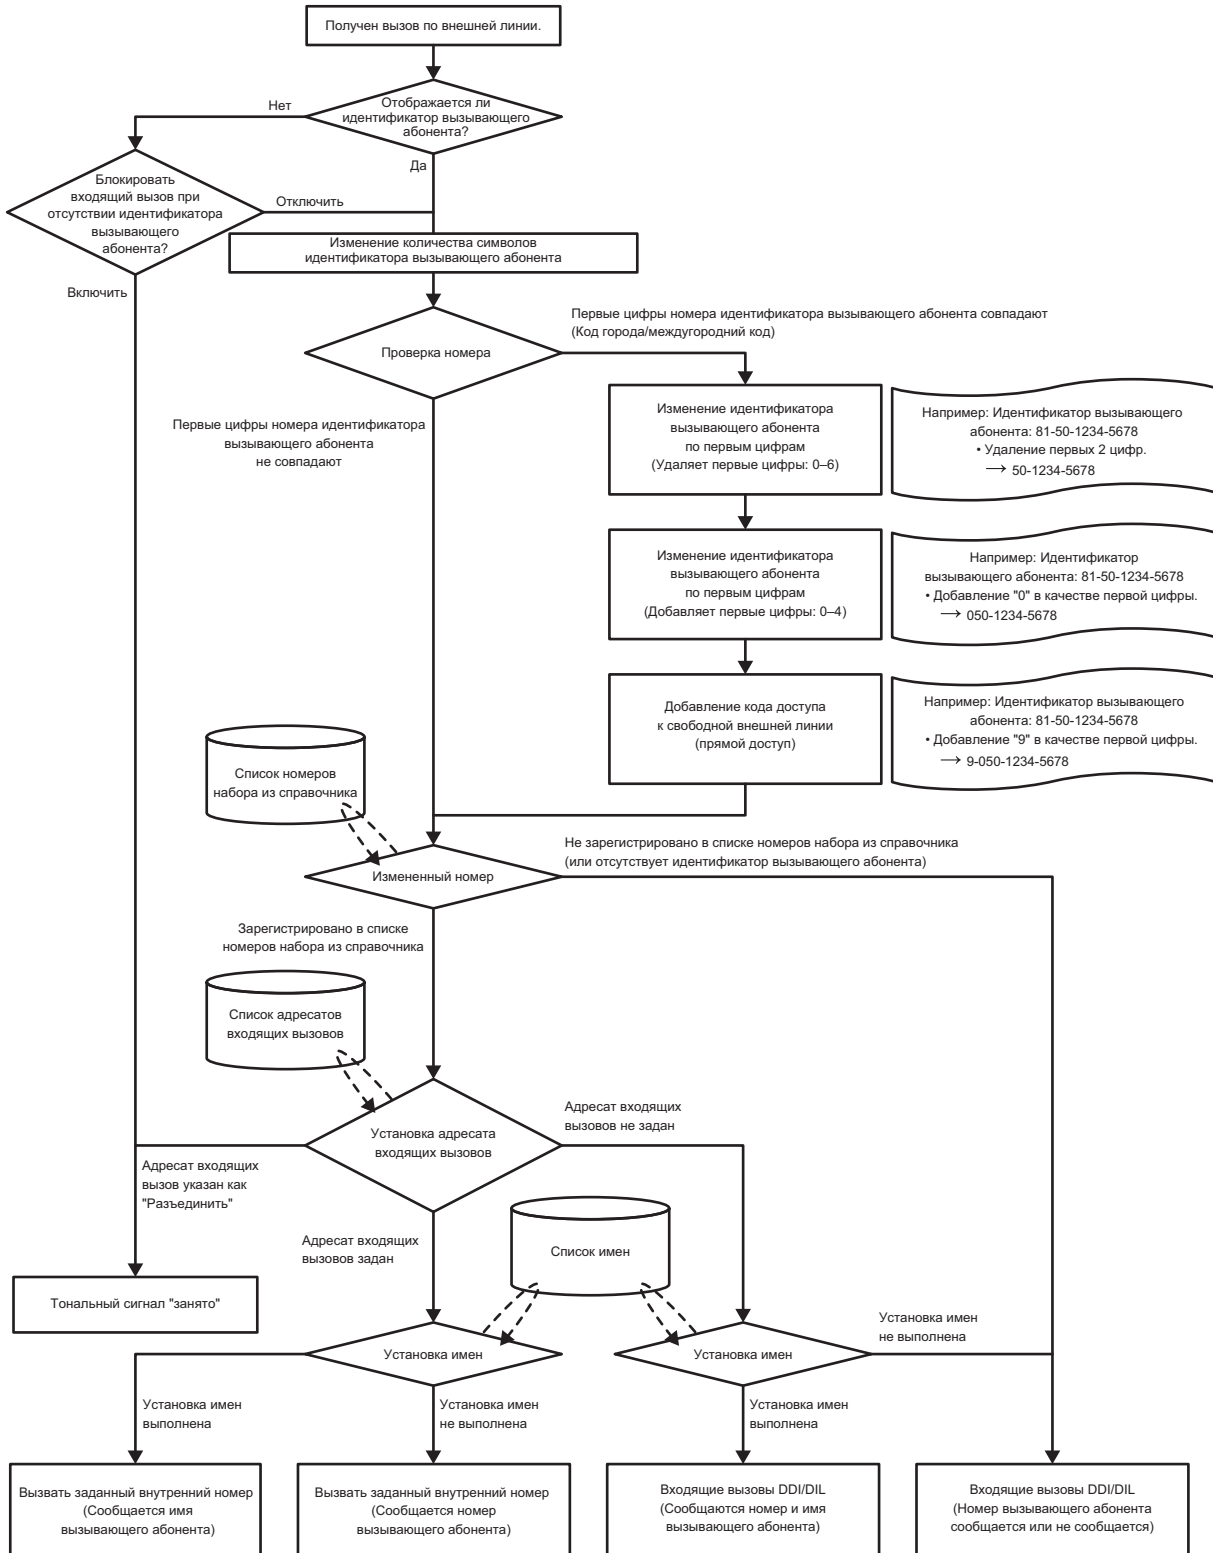 Получен вызов по внешней линии.
Отображается ли
идентификатор вызывающего
абонента?
Нет
Да
Блокировать
входящий вызов при
отсутствии идентификатора
вызывающего
абонента?
Отключить
Включить
Изменение количества символов
идентификатора вызывающего абонента
Первые цифры номера идентификатора вызывающего абонента совпадают
(Код города/междугородний код)
Проверка номера
Первые цифры номера идентификатора
вызывающего абонента
не совпадают
Изменение идентификатора
вызывающего абонента
по первым цифрам
(Удаляет первые цифры: 0–6)
Например: Идентификатор вызывающего
абонента: 81-50-1234-5678
• Удаление первых 2 цифр.
→ 50-1234-5678
Изменение идентификатора
вызывающего абонента
по первым цифрам
(Добавляет первые цифры: 0–4)
Например: Идентификатор
вызывающего абонента: 81-50-1234-5678
• Добавление "0" в качестве первой цифры.
→ 050-1234-5678
Добавление кода доступа
к свободной внешней линии
(прямой доступ)
Например: Идентификатор вызывающего
абонента: 81-50-1234-5678
• Добавление "9" в качестве первой цифры.
→ 9-050-1234-5678
Список номеров
набора из справочника
Не зарегистрировано в списке номеров набора из справочника
(или отсутствует идентификатор вызывающего абонента)
Измененный номер
Зарегистрировано в списке
номеров набора из справочника
Список адресатов
входящих вызовов
Адресат входящих
вызовов не задан
Установка адресата
входящих вызовов
Адресат входящих
вызов указан как
"Разъединить"
Адресат входящих
вызовов задан
Список имен
Тональный сигнал "занято"
Установка имен
не выполнена
Установка имен
Установка имен
Установка имен
выполнена
Установка имен
не выполнена
Установка имен
выполнена
Вызвать заданный внутренний номер
(Сообщается имя
вызывающего абонента)
Вызвать заданный внутренний номер
(Сообщается номер
вызывающего абонента)
Входящие вызовы DDI/DIL
(Сообщаются номер и имя
вызывающего абонента)
Входящие вызовы DDI/DIL
(Номер вызывающего абонента
сообщается или не сообщается)